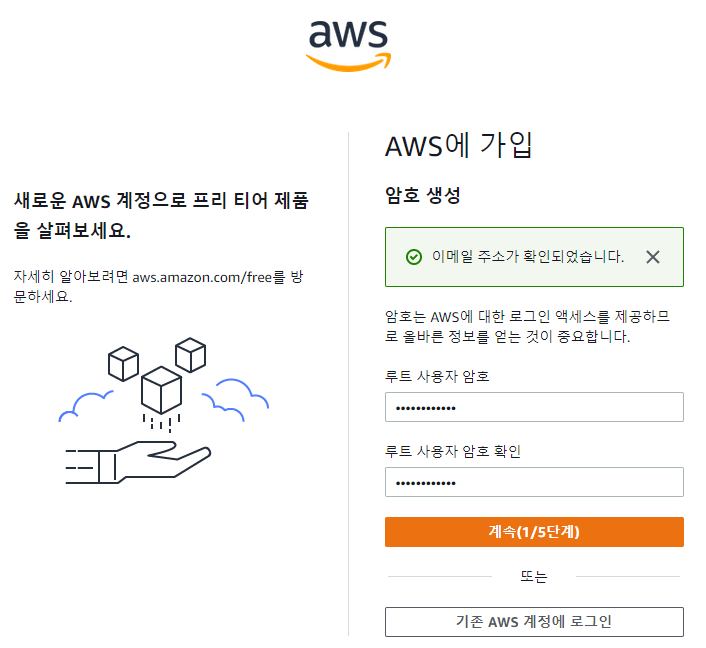 aws
새로운 AWS 계정으로 프리 티어 제품
을 살펴보세요.
자세히 알아보려면 aws.amazon.com/free를 방
문하세요.
AWS에 가입
암호 생성
이메일 주소가 확인되었습니다.
암호는 AWS에 대한 로그인 액세스를 제공하므
로 올바른 정보를 얻는 것이 중요합니다.
루트 사용자 암호
••••••••••••
루트 사용자 암호 확인
••••••••••••
계속(1/5단계)
또는
기존 AWS 계정에 로그인